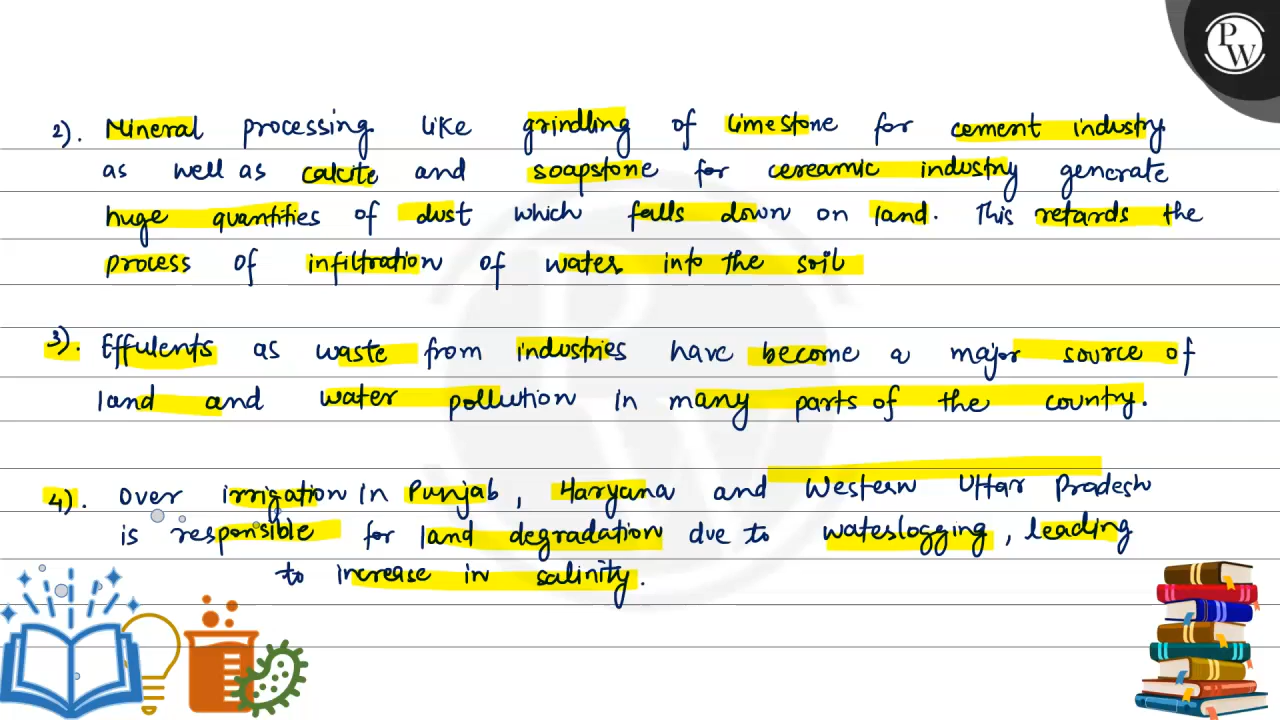 PW
2). Mineral processing like grindling of limestone for cement industry
as well as calcite and soapstone for cereamic industry gencrate
huge quantities of dust which falls down on land. This retards the
process of infiltration of water into the soil
3). Effulents as waste from industries have become a major source of
land and water pollution in many parts of the country.
4). Over irrigation in Punjab, Haryana and Western Uttar Pradesh
is responsible for land degradation due to wateslogging, leading
to increase in salinity.